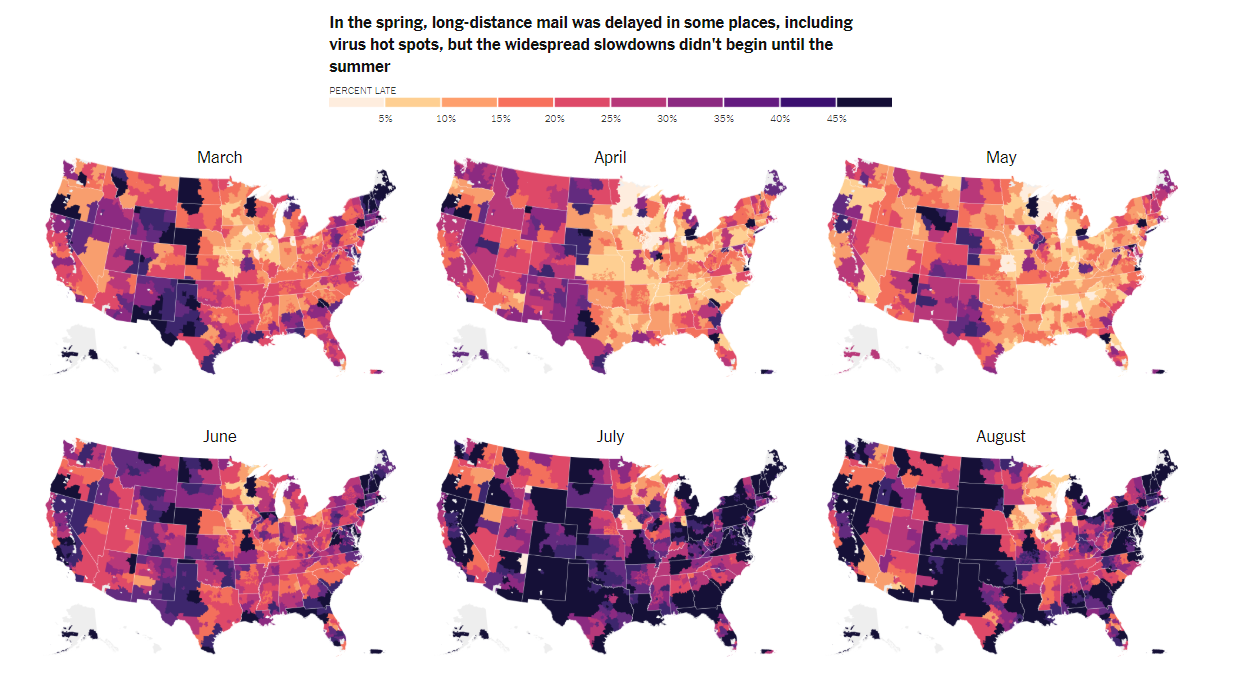 In the spring, long-distance mail was delayed in some places, including
virus hot spots, but the widespread slowdowns didn't begin until the
summer
PERCENT LATE
5% 10% 15% 20% 25% 30% 35% 40% 45%
March April May
June July August